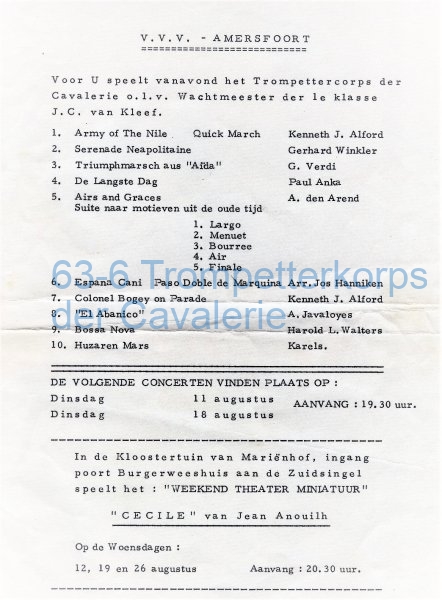 V.V.V. - AMERSFOORT
Voor U speelt vanavond het Trompettercorps der
Cavalerie o.l.v. Wachtmeester der 1e klasse
J.C. van Kleef.
1. Army of The Nile Quick March Kenneth J. Alford
2. Serenade Neapolitaine Gerhard Winkler
3. Triumphmarsch aus "Aïda" G. Verdi
4. De Langste Dag Paul Anka
5. Airs and Graces A. den Arend
Suite naar motieven uit de oude tijd
1. Largo
2. Menuet
3. Bourree
4. Air
5. Finale
63-6 Trompetterkorps
6. Espana Cani Paso Doble de Marquina Arr. Jos Hanniken
7. Colonel Bogey on Parade Kenneth J. Alford
der Cavalerie
8. "El Abanico" A. Javaloyes
9. Bossa Nova Harold L. Walters
10. Huzaren Mars Karels.
DE VOLGENDE CONCERTEN VINDEN PLAATS OP :
Dinsdag 11 augustus AANVANG : 19.30 uur.
Dinsdag 18 augustus
In de Kloostertuin van Mariënhof, ingang
poort Burgerweeshuis aan de Zuidsingel
speelt het : "WEEKEND THEATER MINIATUUR"
"CECILE" van Jean Anouilh
Op de Woensdagen :
12, 19 en 26 augustus Aanvang : 20.30 uur.